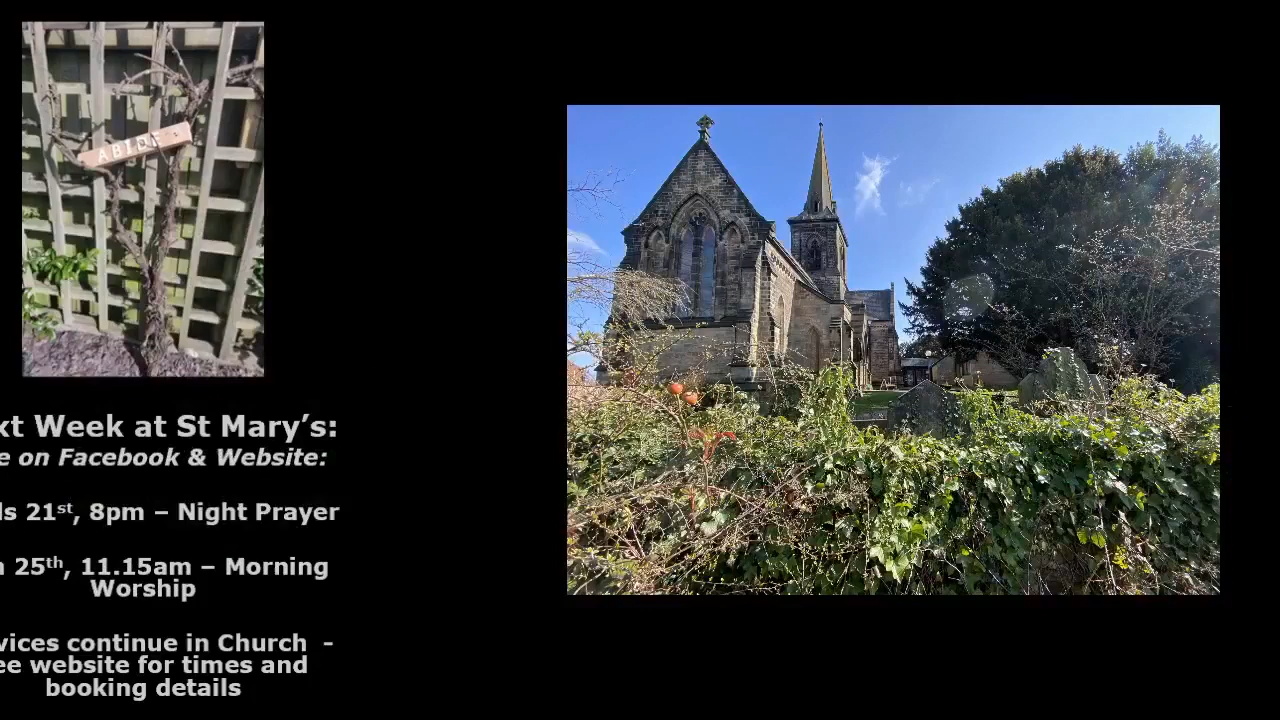 ABIDE
xt Week at St Mary's:
e on Facebook & Website:
ls 21st, 8pm – Night Prayer
n 25th, 11.15am – Morning
Worship
vices continue in Church -
ee website for times and
booking details